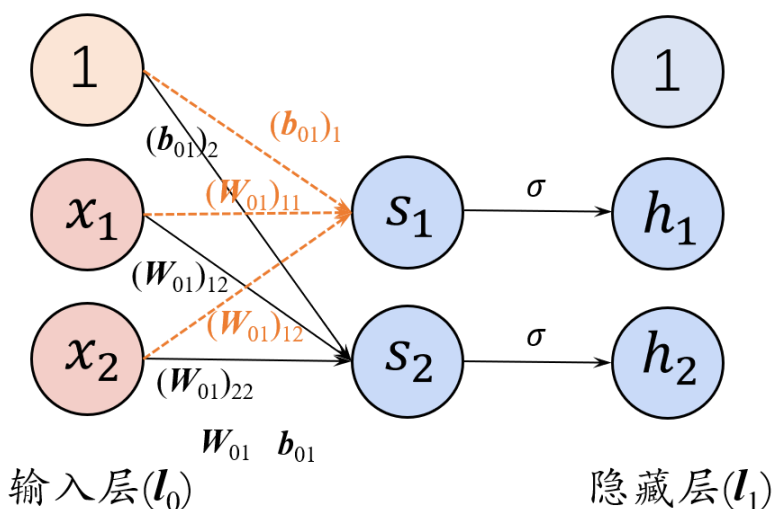 1
1
(b₀₁)₁
(b₀₁)₂
x₁
(W₀₁)₁₁
s₁
σ
h₁
(W₀₁)₁₂
(W₀₁)₁₂
x₂
s₂
σ
h₂
(W₀₁)₂₂
W₀₁ b₀₁
输入层(l₀)
隐藏层(l₁)